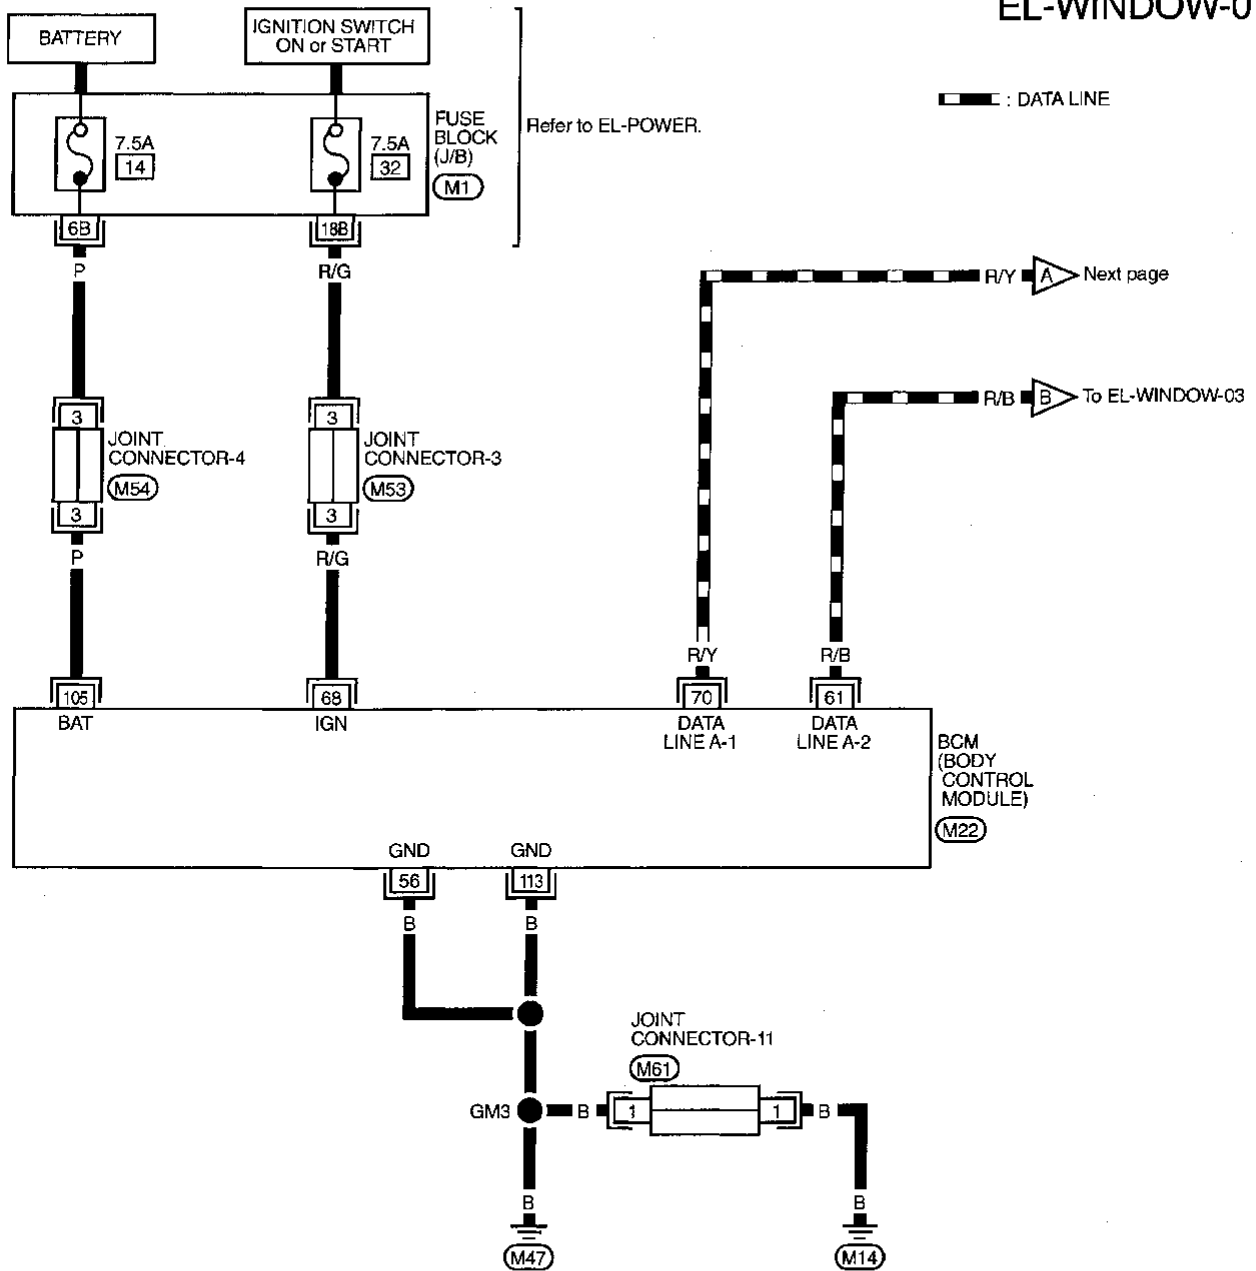 EL-WINDOW-0
BATTERY
IGNITION SWITCH
ON or START
: DATA LINE
FUSE
BLOCK
(J/B)
M1
Refer to EL-POWER.
7.5A
14
7.5A
32
6B
18B
P
R/G
R/Y
A
Next page
R/B
B
To EL-WINDOW-03
3
3
JOINT
CONNECTOR-4
M54
JOINT
CONNECTOR-3
M53
3
3
P
R/G
R/Y
R/B
105
68
70
61
BAT
IGN
DATA
LINE A-1
DATA
LINE A-2
BCM
(BODY
CONTROL
MODULE)
M22
GND
GND
56
113
B
B
JOINT
CONNECTOR-11
M61
GM3
B
1
1
B
B
B
M47
M14